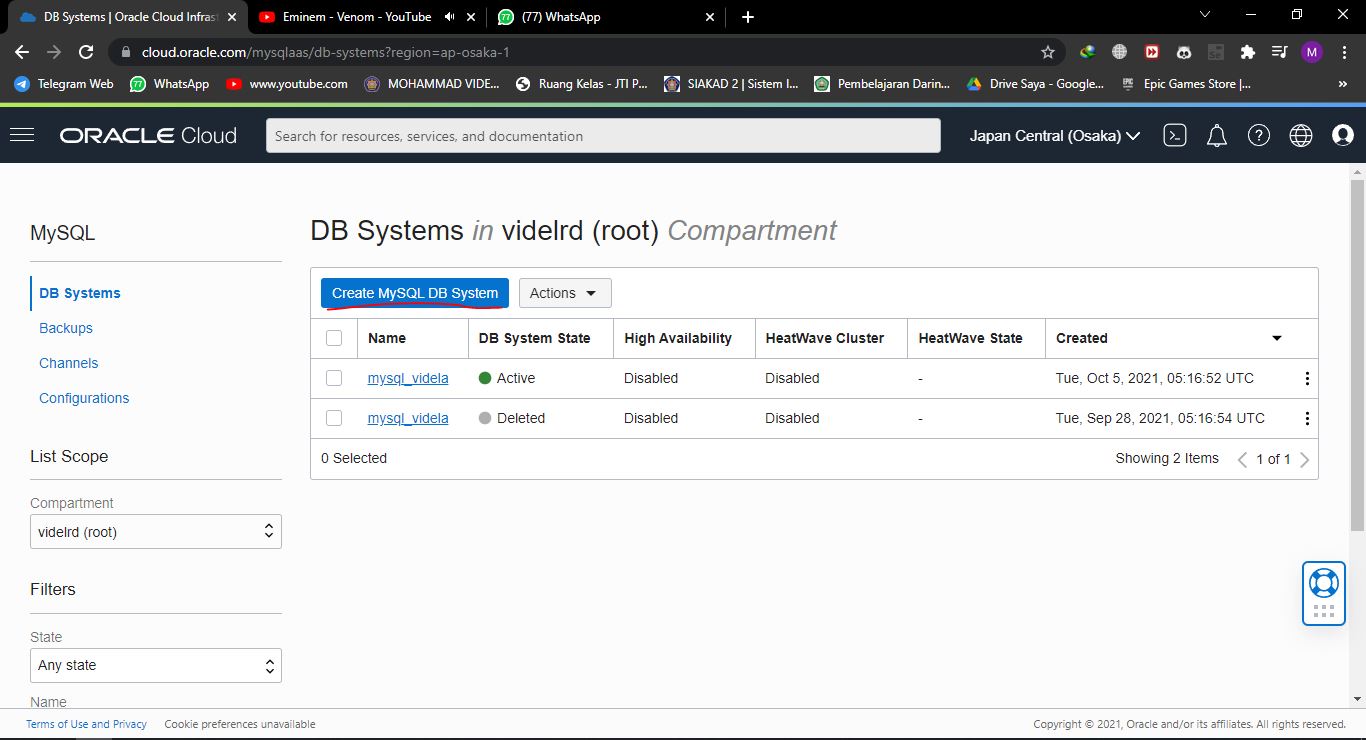 DB Systems | Oracle Cloud Infrast
Eminem - Venom - YouTube
(77) WhatsApp
cloud.oracle.com/mysqlaas/db-systems?region=ap-osaka-1
M
Telegram Web
WhatsApp
www.youtube.com
MOHAMMAD VIDE...
Ruang Kelas - JTI P...
SIAKAD 2 | Sistem I...
Pembelajaran Darin...
Drive Saya - Google...
Epic Games Store |...
»
ORACLE Cloud
Search for resources, services, and documentation
Japan Central (Osaka)
MySQL
DB Systems
Backups
Channels
Configurations
List Scope
Compartment
videlrd (root)
Filters
State
Any state
Name
DB Systems in videlrd (root) Compartment
Create MySQL DB System
Actions
Name DB System State High Availability HeatWave Cluster HeatWave State Created
mysql_videla Active Disabled Disabled - Tue, Oct 5, 2021, 05:16:52 UTC
mysql_videla Deleted Disabled Disabled - Tue, Sep 28, 2021, 05:16:54 UTC
0 Selected Showing 2 Items 1 of 1
Terms of Use and Privacy Cookie preferences unavailable
Copyright © 2021, Oracle and/or its affiliates. All rights reserved.